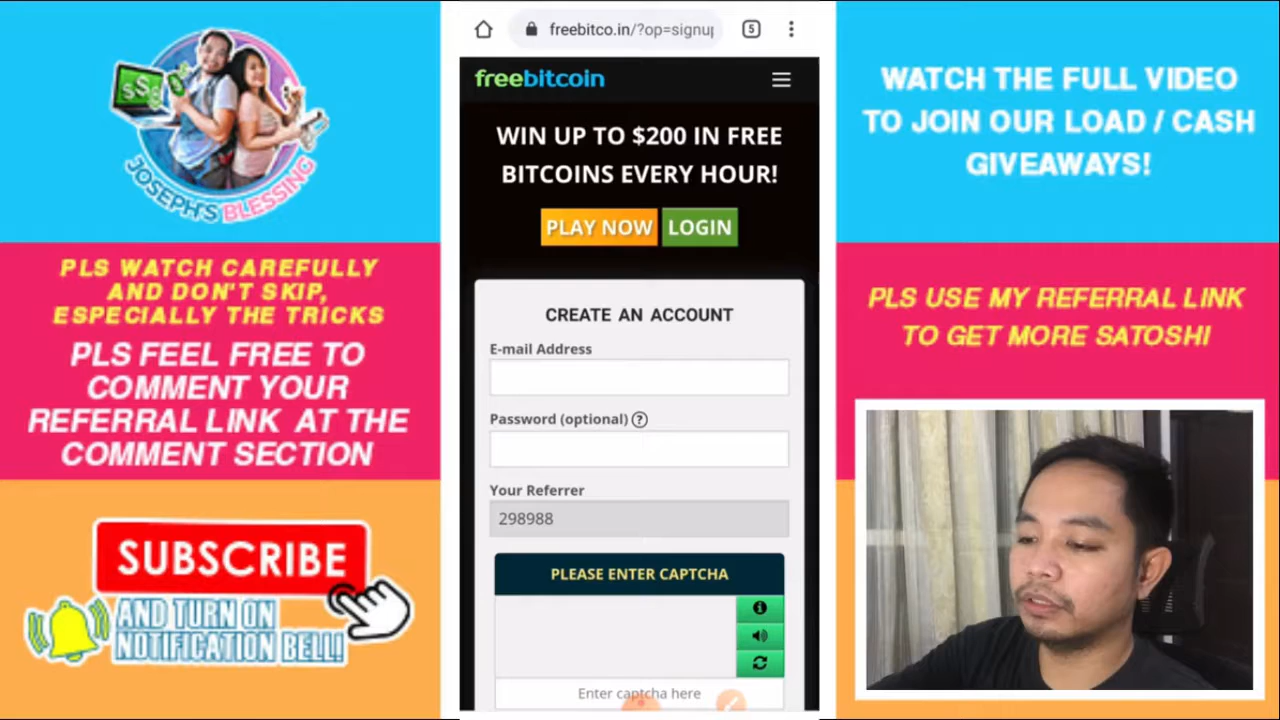 $$$
JOSEPH'S BLESSING
PLS WATCH CAREFULLY
AND DON'T SKIP,
ESPECIALLY THE TRICKS
PLS FEEL FREE TO
COMMENT YOUR
REFERRAL LINK AT THE
COMMENT SECTION
SUBSCRIBE
AND TURN ON
NOTIFICATION BELL!
freebitco.in/?op=signup
5
freebitcoin
WIN UP TO $200 IN FREE
BITCOINS EVERY HOUR!
PLAY NOW
LOGIN
CREATE AN ACCOUNT
E-mail Address
Password (optional) ?
Your Referrer
298988
PLEASE ENTER CAPTCHA
Enter captcha here
WATCH THE FULL VIDEO
TO JOIN OUR LOAD / CASH
GIVEAWAYS!
PLS USE MY REFERRAL LINK
TO GET MORE SATOSHI